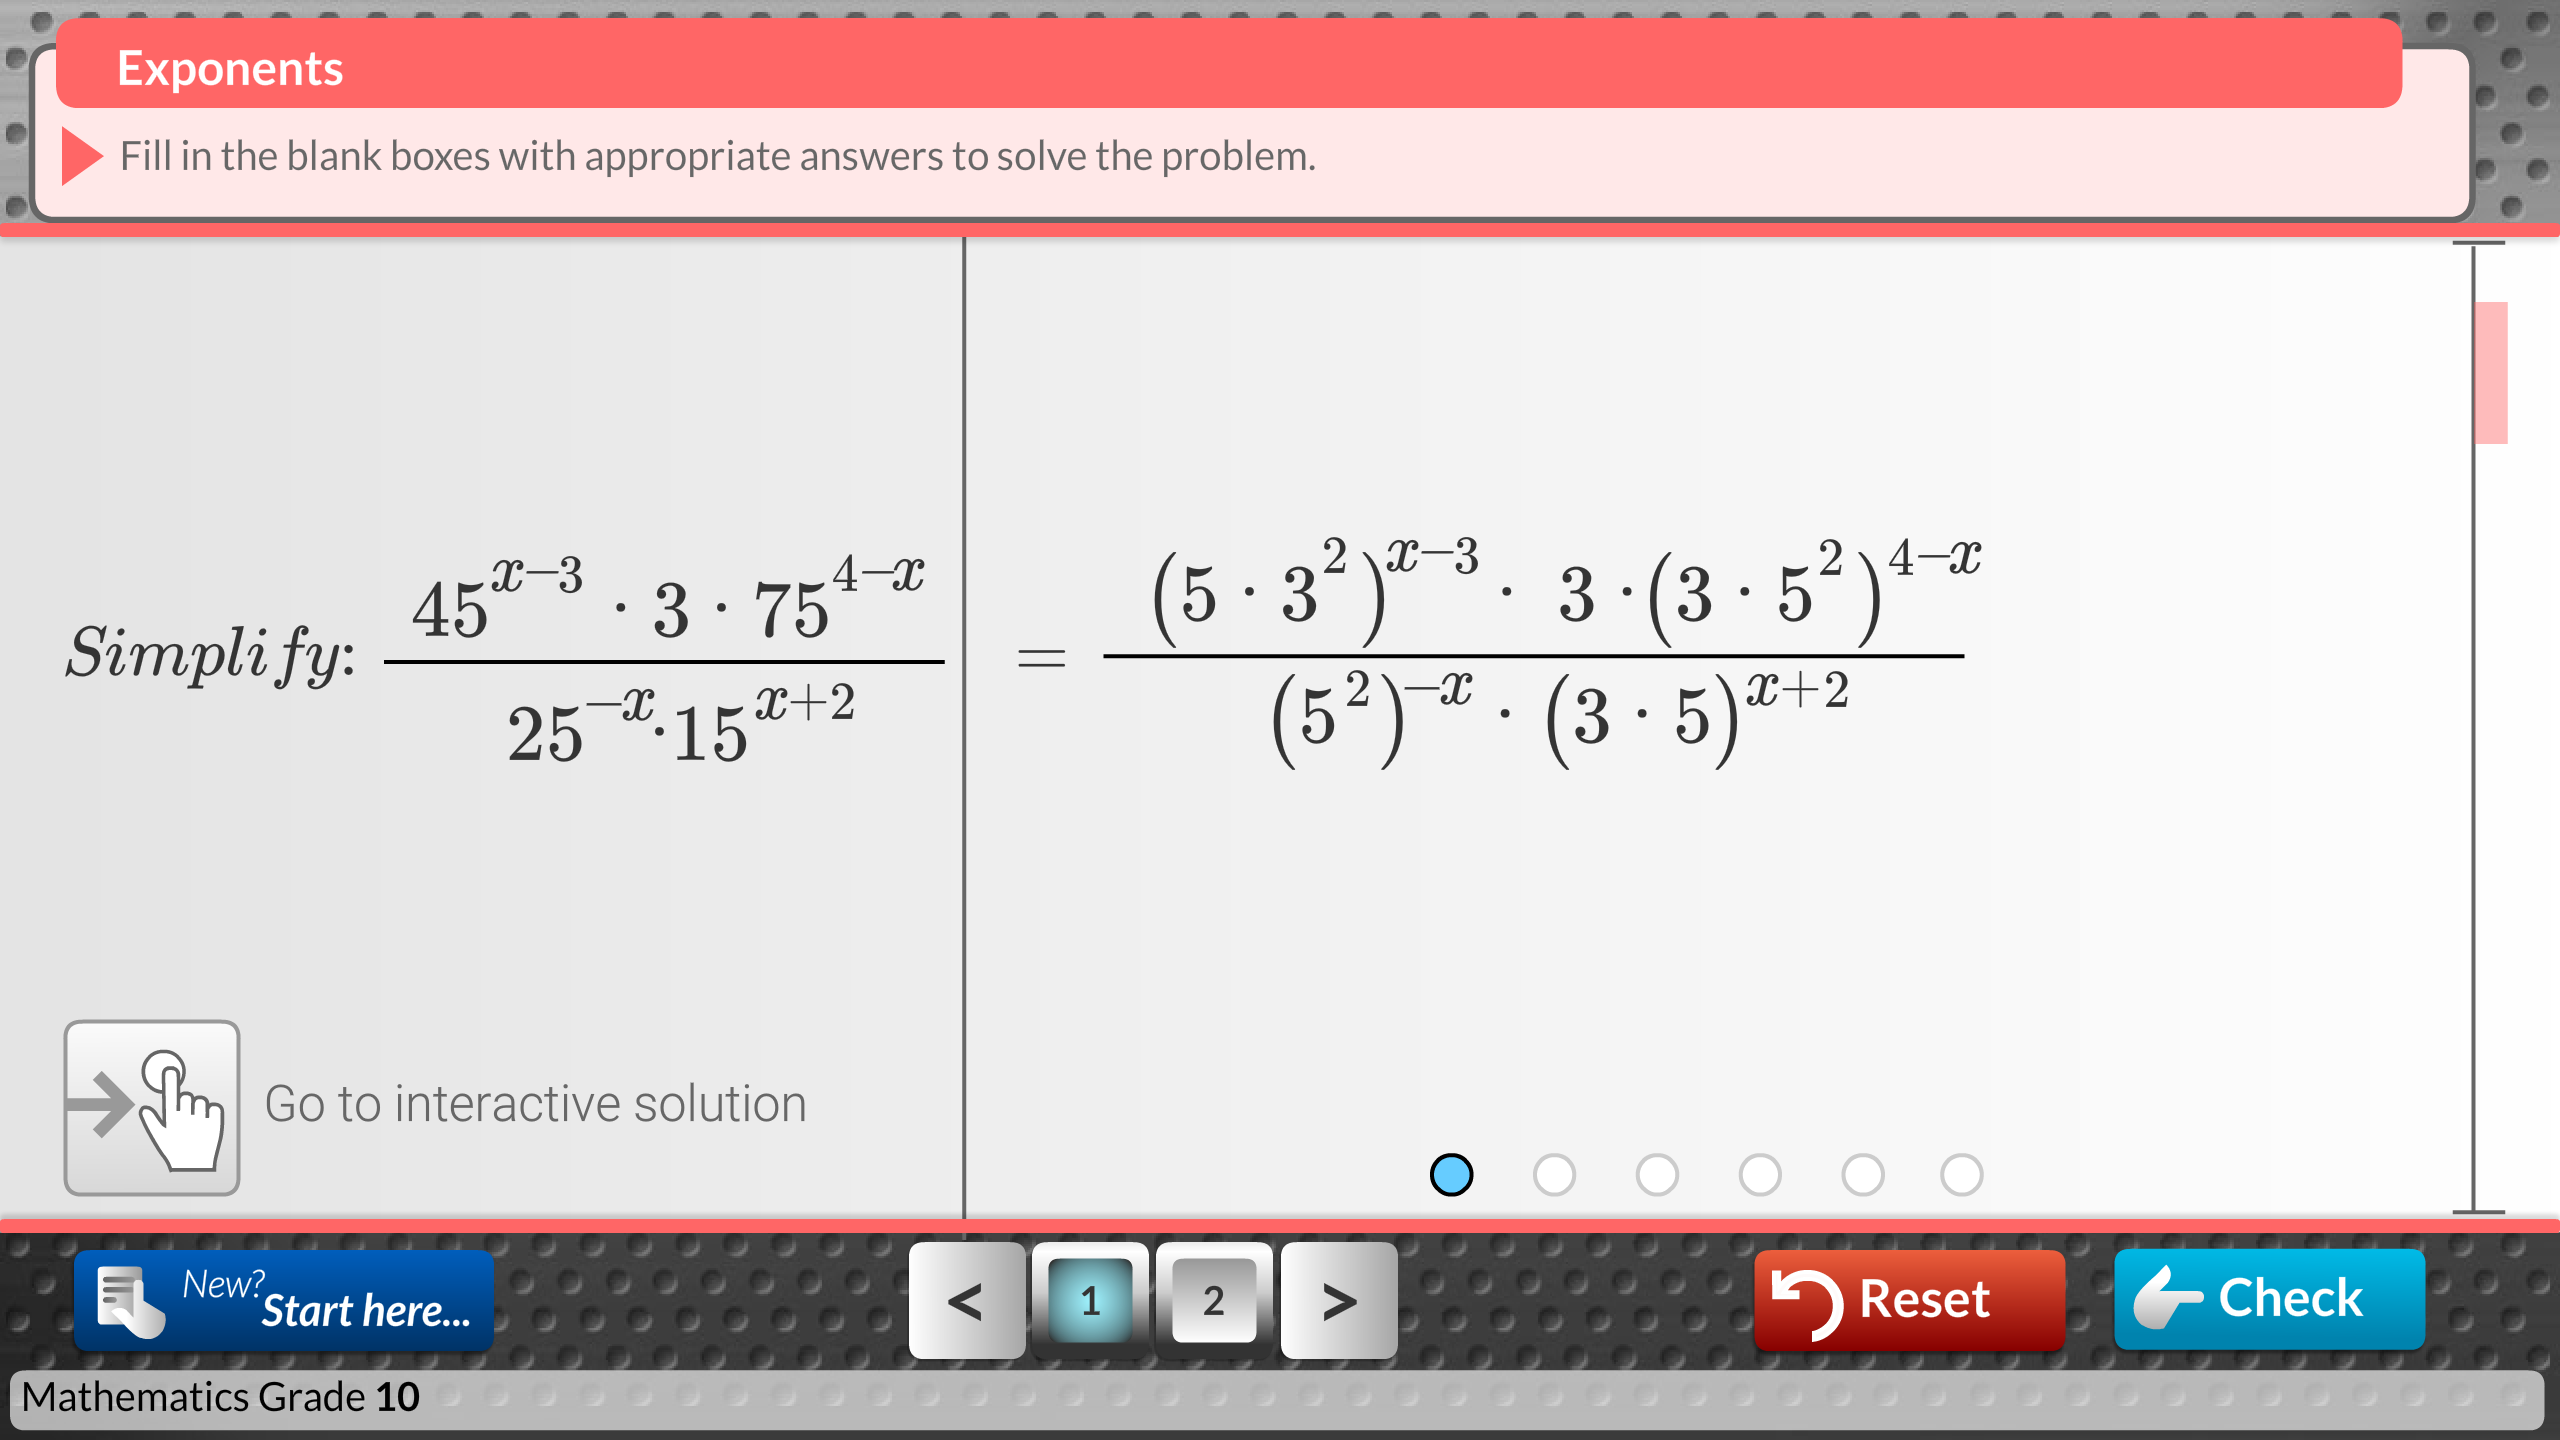 Exponents
Fill in the blank boxes with appropriate answers to solve the problem.
Simplify: \frac{45^{x-3} \cdot 3 \cdot 75^{4-x}}{25^{-x} \cdot 15^{x+2}} = \frac{(5 \cdot 3^2)^{x-3} \cdot 3 \cdot (3 \cdot 5^2)^{4-x}}{(5^2)^{-x} \cdot (3 \cdot 5)^{x+2}}
Go to interactive solution
New? Start here...
< 1 2 >
Reset
Check
Mathematics Grade 10